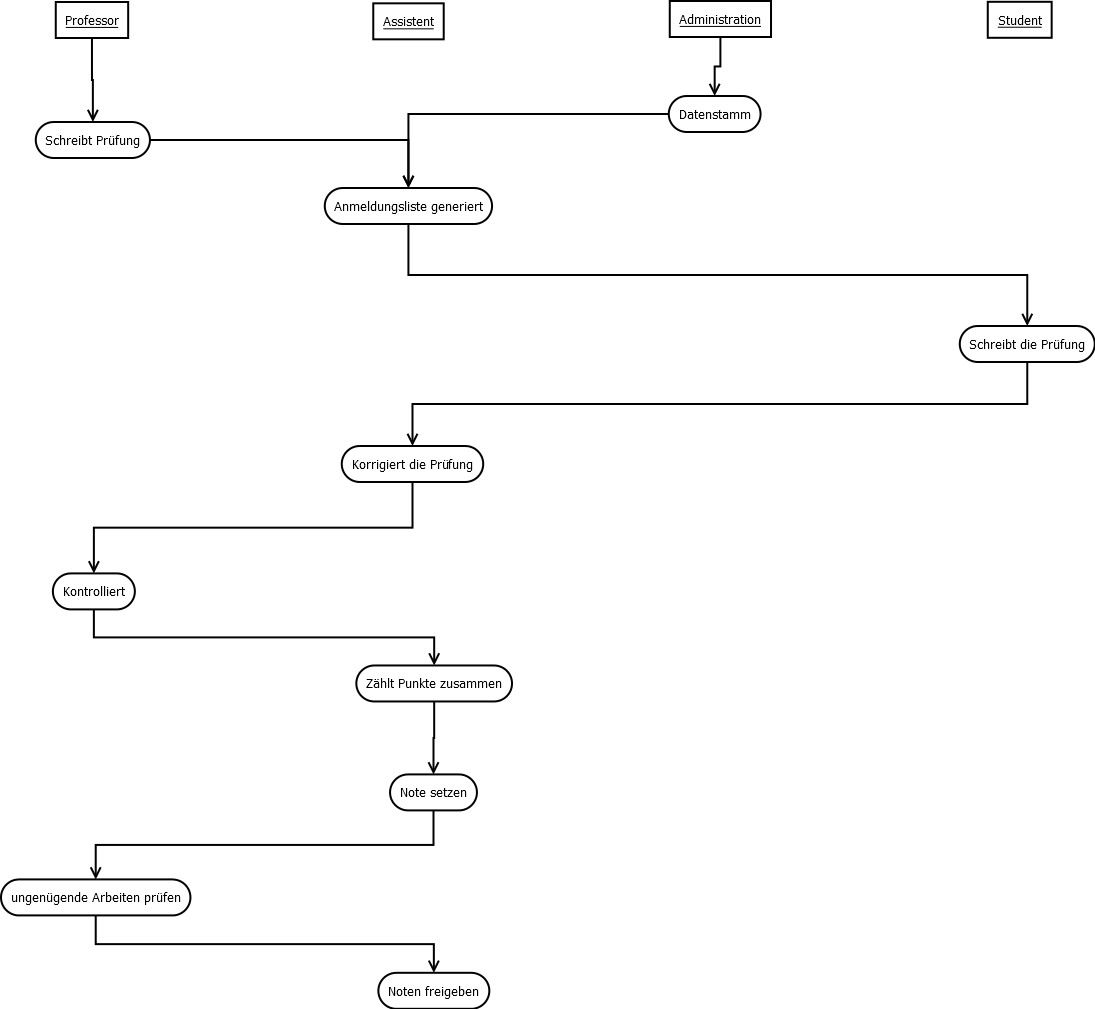 Professor
Assistent
Administration
Student
Datenstamm
Schreibt Prüfung
Anmeldungsliste generiert
Schreibt die Prüfung
Korrigiert die Prüfung
Kontrolliert
Zählt Punkte zusammen
Note setzen
ungenügende Arbeiten prüfen
Noten freigeben